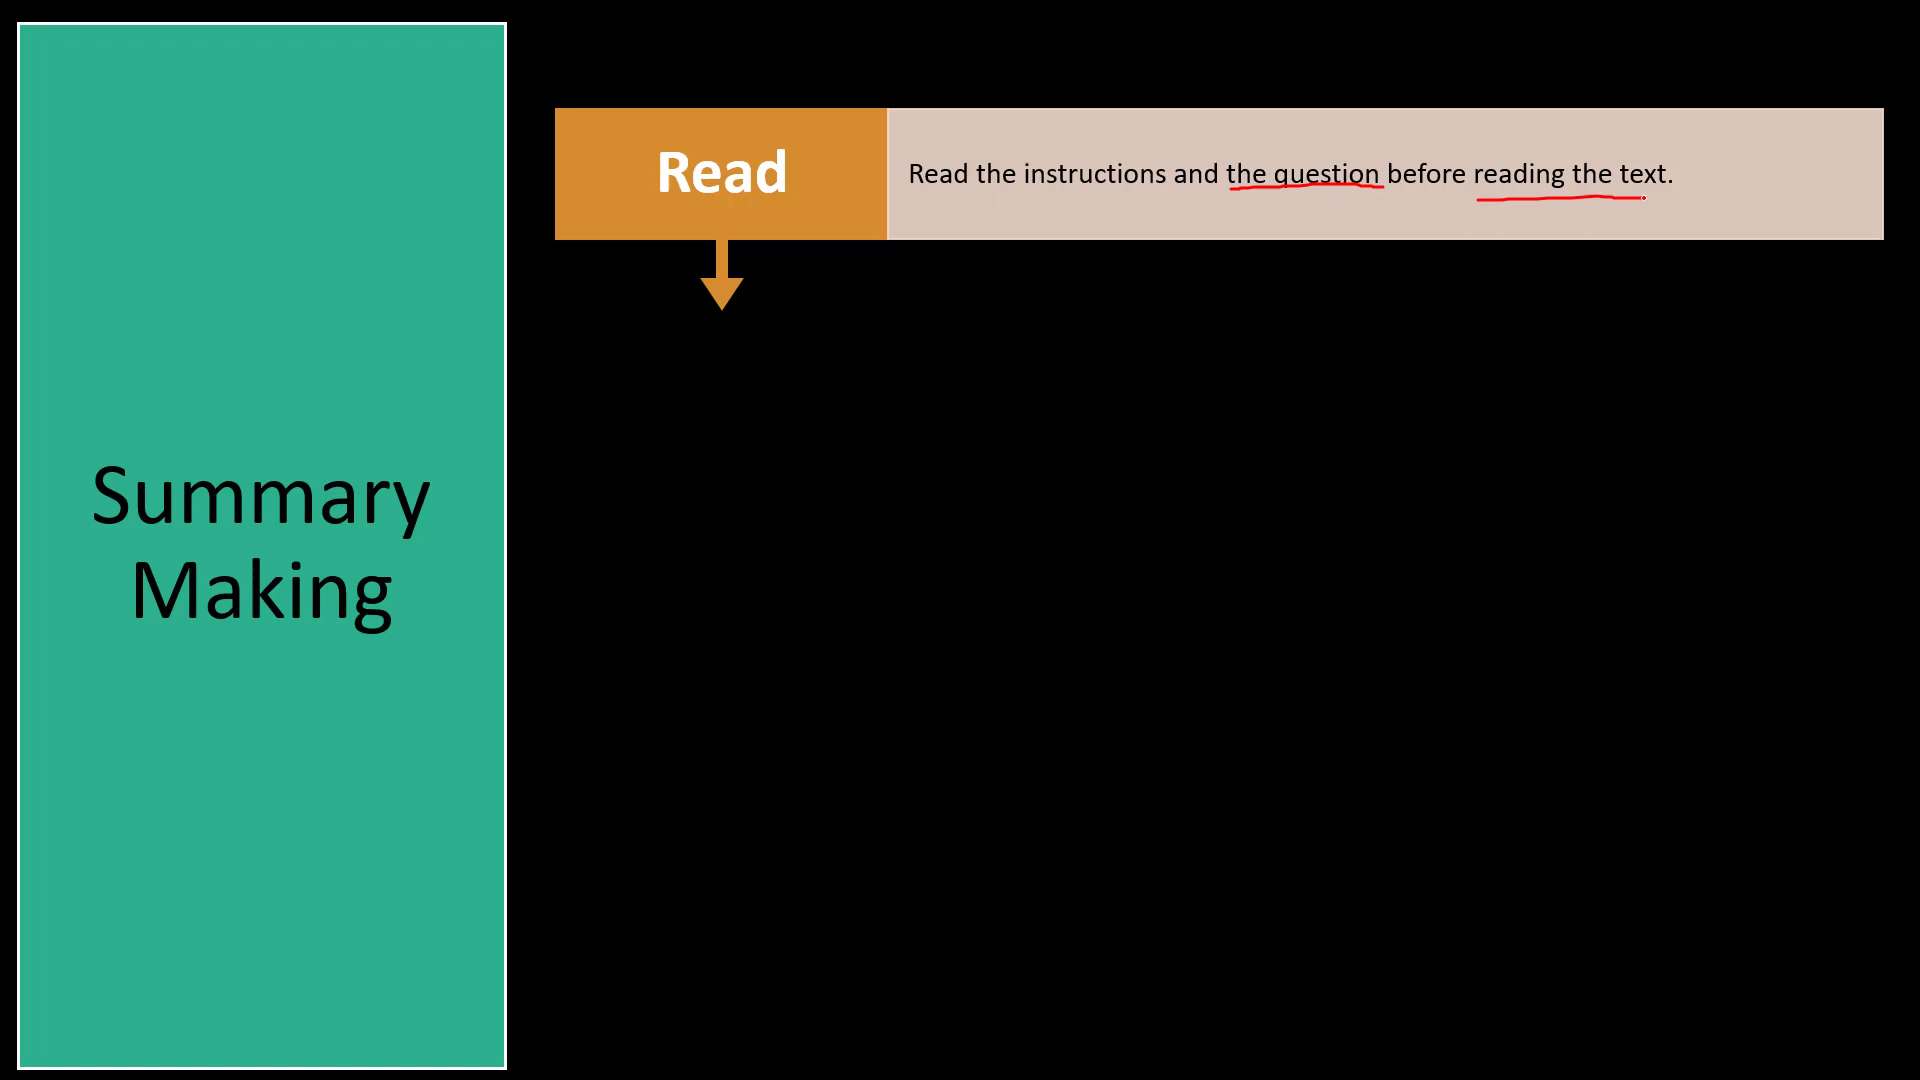 Summary
Making
Read
Read the instructions and the question before reading the text.